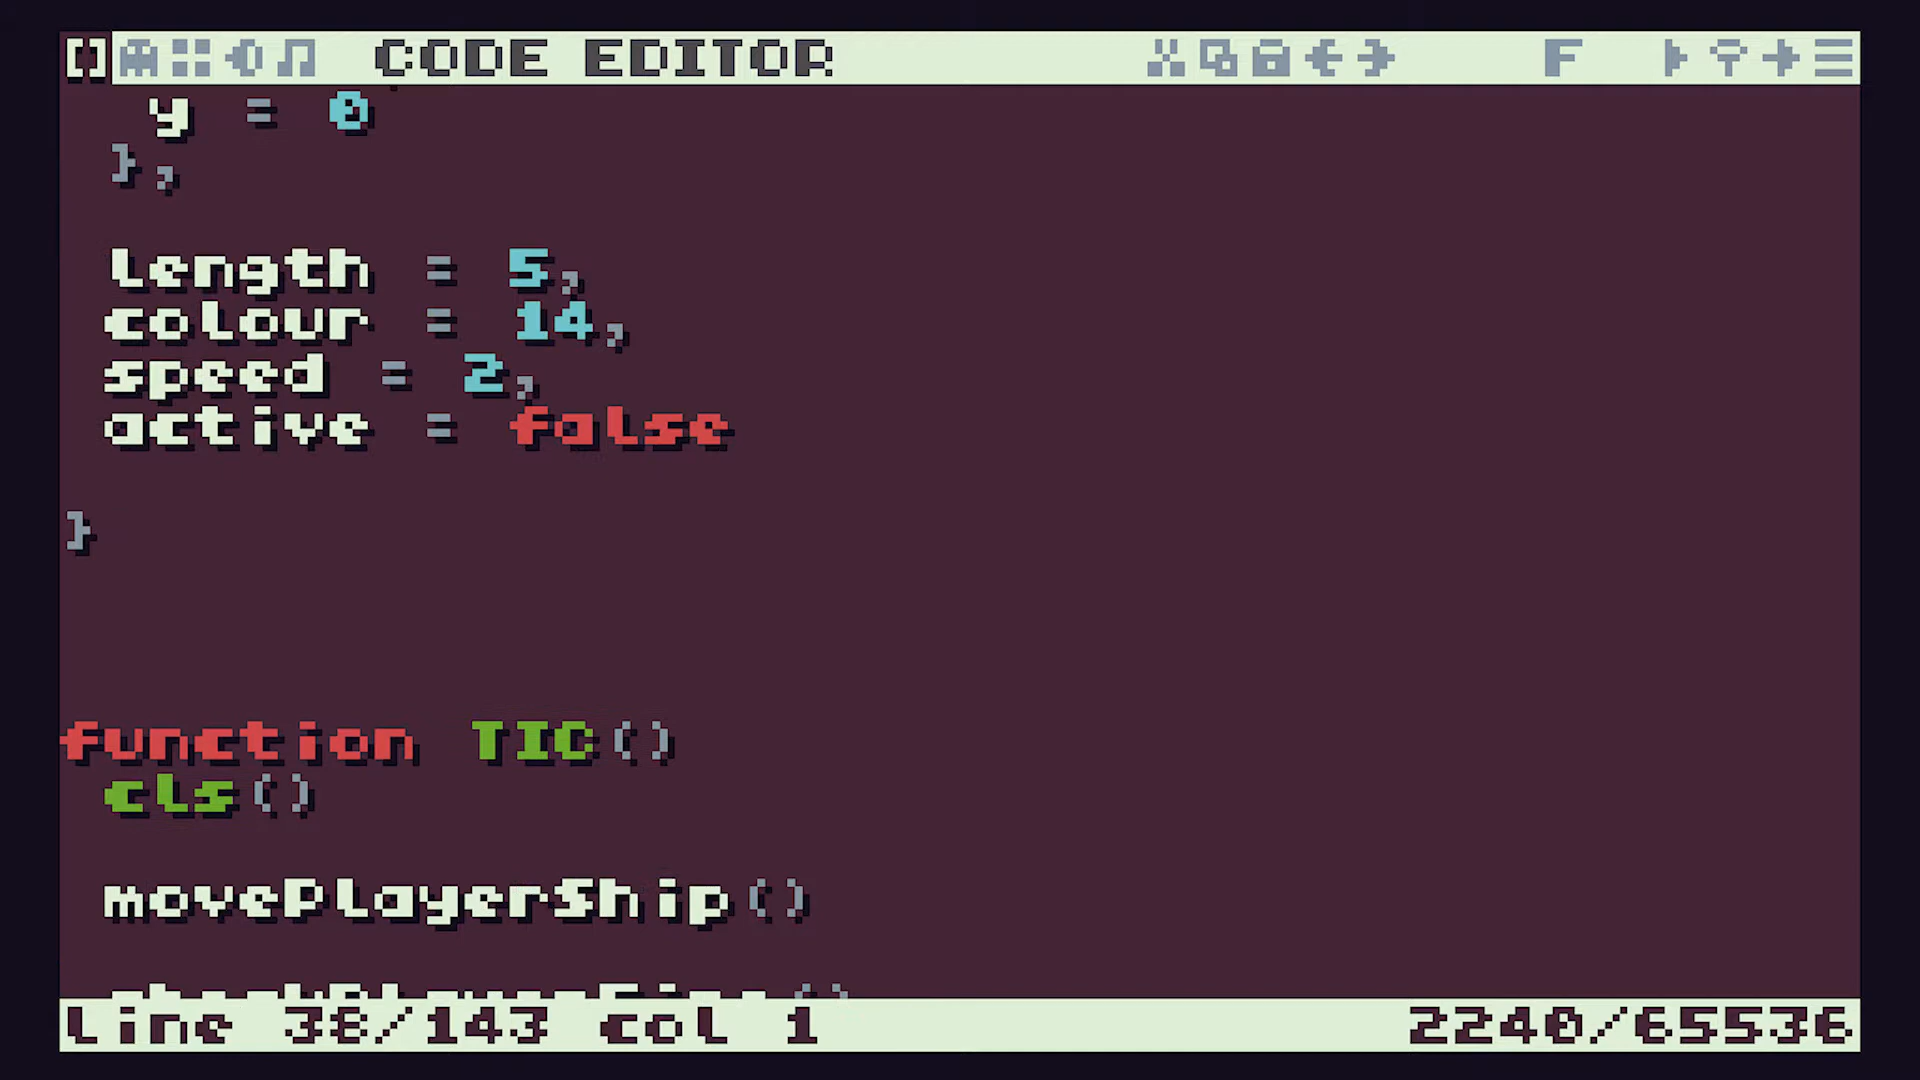 CODE EDITOR
F
y = 0
},
length = 5,
colour = 14,
speed = 2,
active = false
}
function TIC()
cls()
movePlayerShip()
line 38/143 col 1
2240/65536